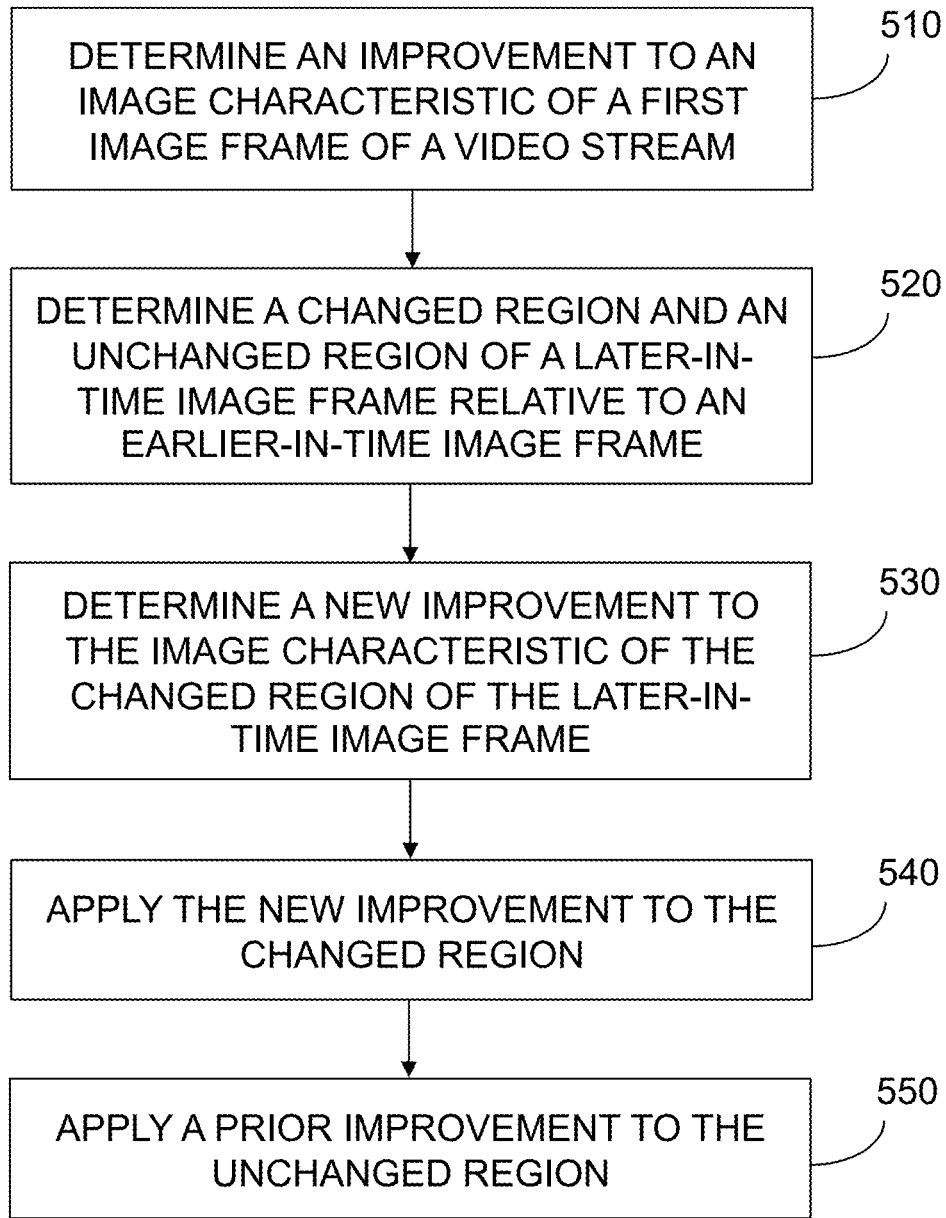 510
DETERMINE AN IMPROVEMENT TO AN
IMAGE CHARACTERISTIC OF A FIRST
IMAGE FRAME OF A VIDEO STREAM
520
DETERMINE A CHANGED REGION AND AN
UNCHANGED REGION OF A LATER-IN-
TIME IMAGE FRAME RELATIVE TO AN
EARLIER-IN-TIME IMAGE FRAME
530
DETERMINE A NEW IMPROVEMENT TO
THE IMAGE CHARACTERISTIC OF THE
CHANGED REGION OF THE LATER-IN-
TIME IMAGE FRAME
540
APPLY THE NEW IMPROVEMENT TO THE
CHANGED REGION
550
APPLY A PRIOR IMPROVEMENT TO THE
UNCHANGED REGION